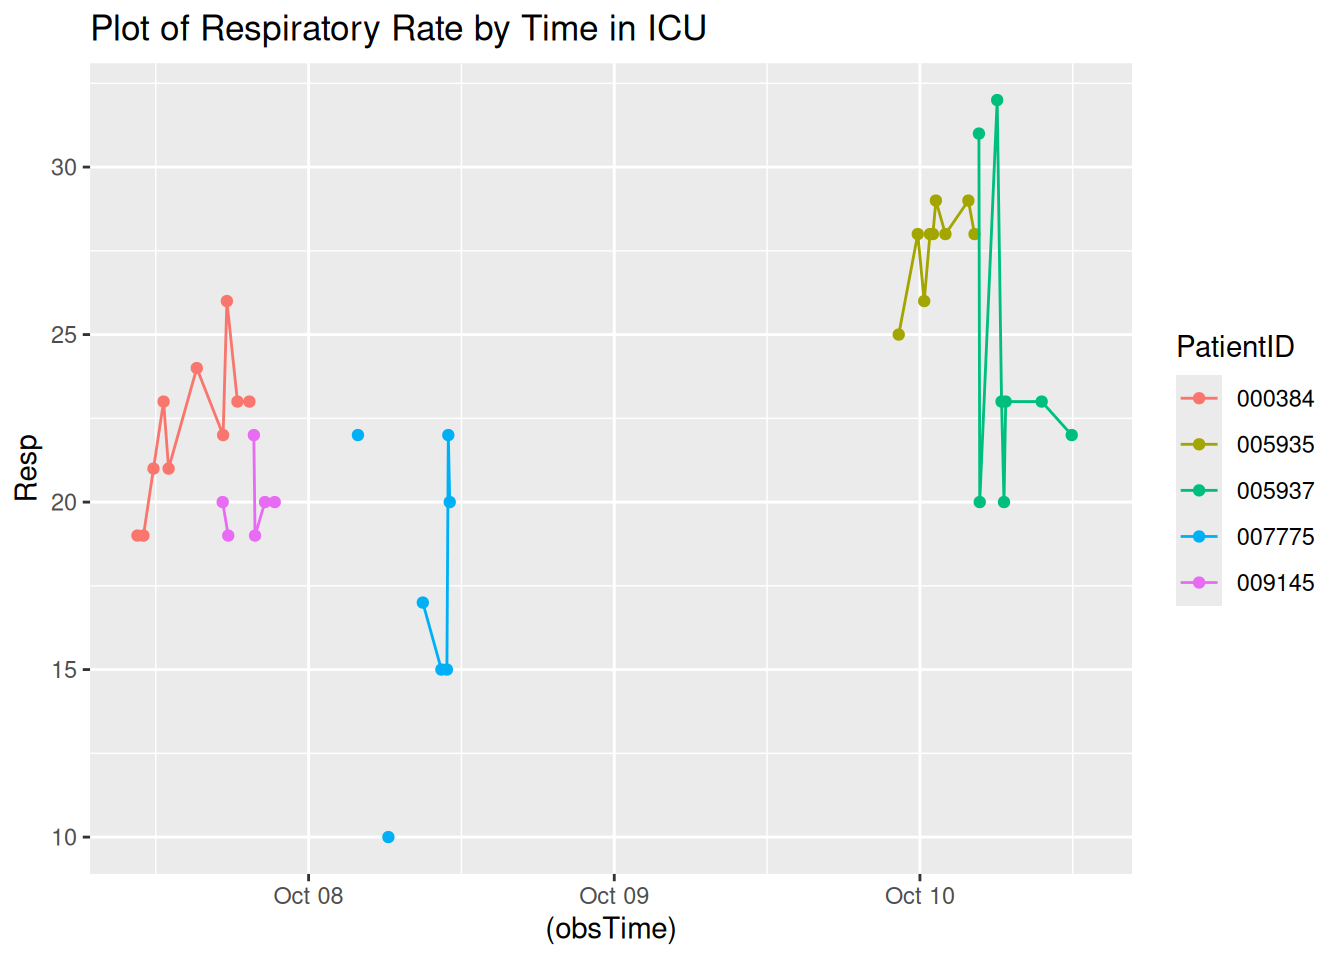 Plot of Respiratory Rate by Time in ICU
Resp
30
25
20
15
10
Oct 08
Oct 09
Oct 10
(obsTime)
PatientID
000384
005935
005937
007775
009145